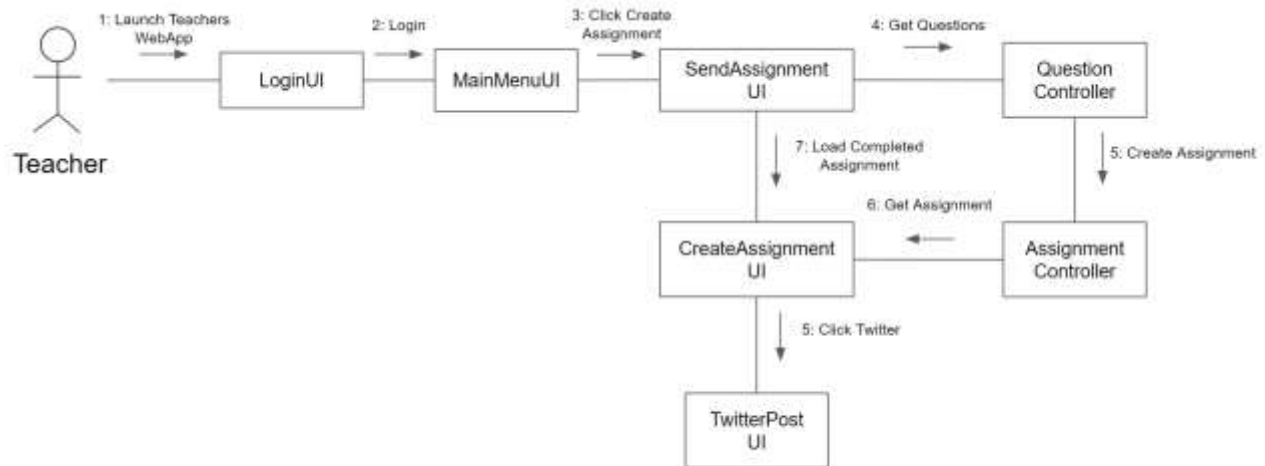 1: Launch Teachers
WebApp
2: Login
3: Click Create
Assignment
4: Get Questions
LoginUI
MainMenuUI
SendAssignment
UI
Question
Controller
Teacher
7: Load Completed
Assignment
5: Create Assignment
6: Get Assignment
CreateAssignment
UI
Assignment
Controller
5: Click Twitter
TwitterPost
UI